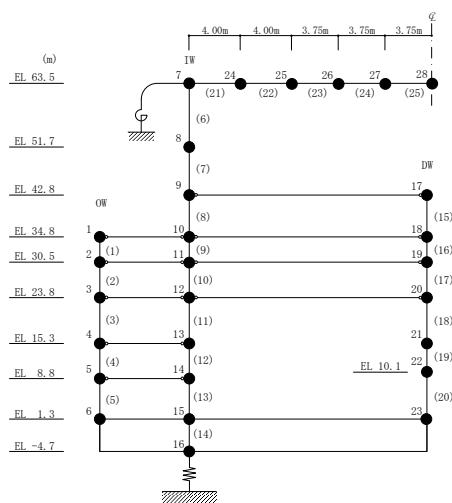 4.00m 4.00m 3.75m 3.75m 3.75m ℄
(m) IW
EL 63.5 7 24 25 26 27 28
(21) (22) (23) (24) (25)
(6)
EL 51.7 8
(7) DW
EL 42.8 9 17
OW (8) (15)
EL 34.8 1 10 18
(1) (9) (16)
EL 30.5 2 11 19
(2) (10) (17)
EL 23.8 3 12 20
(3) (11) (18)
EL 15.3 4 13 21
(4) (12) (19)
EL 10.1 22
EL 8.8 5 14
(5) (13) (20)
EL 1.3 6 15 23
(14)
EL -4.7 16